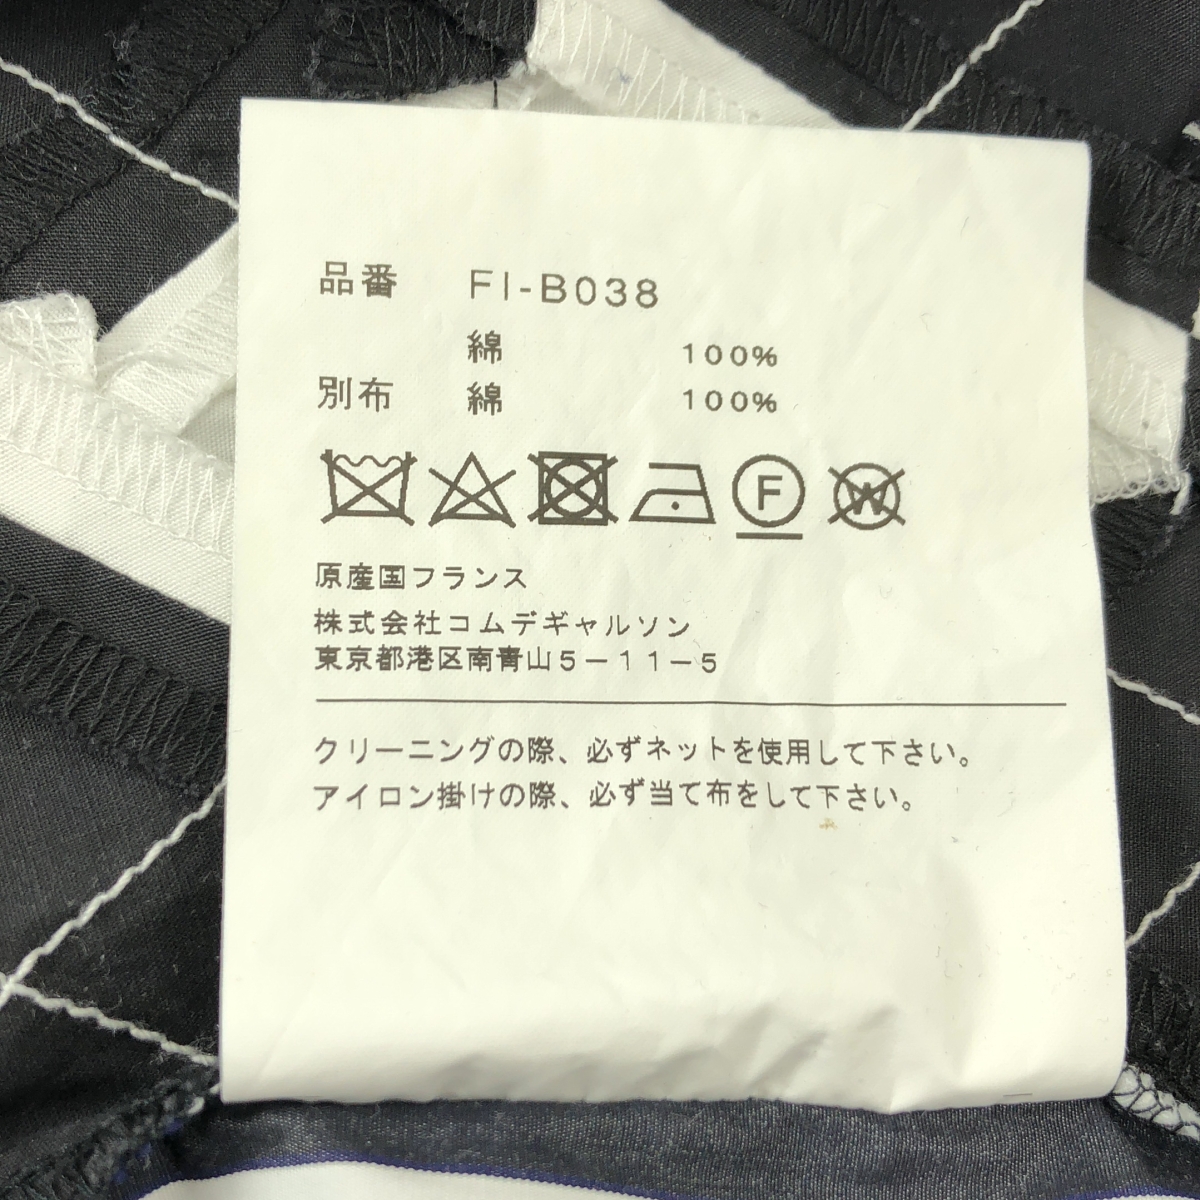 品番 FI-B038
綿 100%
別布 綿 100%
F W
原産国フランス
株式会社コムデギャルソン
東京都港区南青山5-11-5
クリーニングの際、必ずネットを使用して下さい。
アイロン掛けの際、必ず当て布をして下さい。